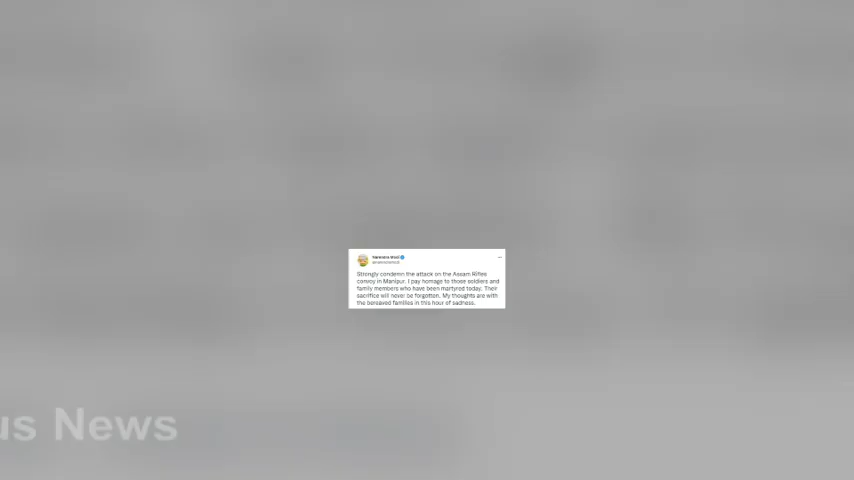 Narendra Modi
@narendramodi
Strongly condemn the attack on the Assam Rifles
convoy in Manipur. I pay homage to those soldiers and
family members who have been martyred today. Their
sacrifice will never be forgotten. My thoughts are with
the bereaved families in this hour of sadness.
us News